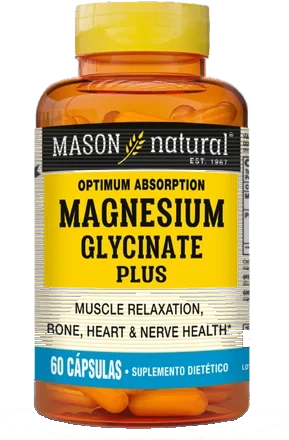 MASON natural
EST. 1967
OPTIMUM ABSORPTION
MAGNESIUM
GLYCINATE
PLUS
MUSCLE RELAXATION,
BONE, HEART & NERVE HEALTH*
60 CÁPSULAS • SUPLEMENTO DIETÉTICO